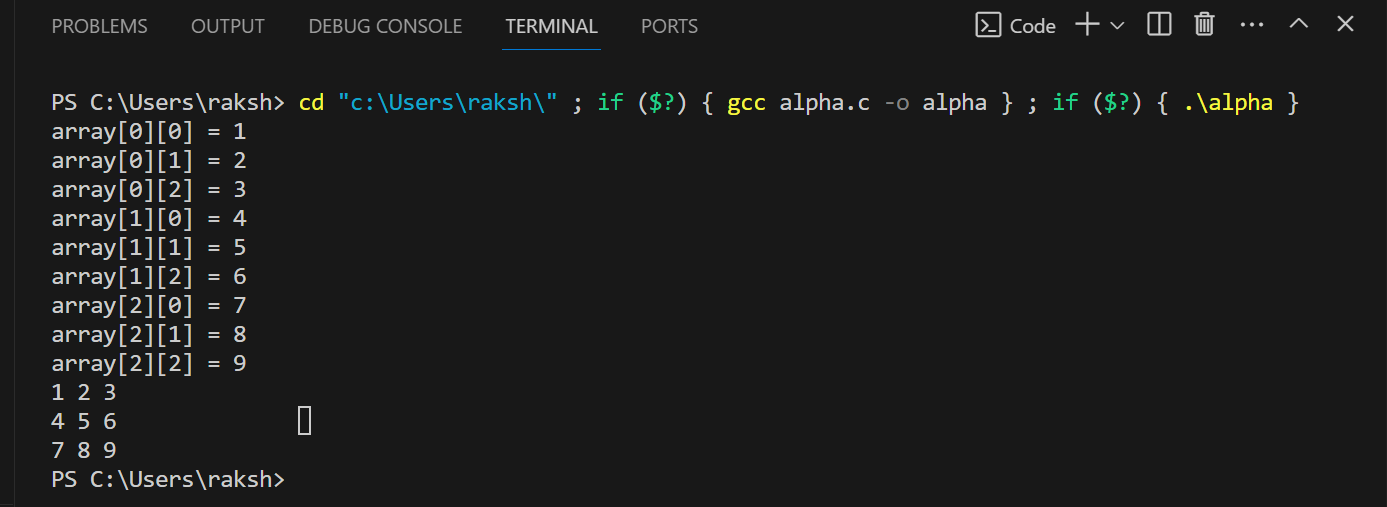 PROBLEMS OUTPUT DEBUG CONSOLE TERMINAL PORTS Code
PS C:\Users\raksh> cd "c:\Users\raksh\" ; if ($?) { gcc alpha.c -o alpha } ; if ($?) { .\alpha }
array[0][0] = 1
array[0][1] = 2
array[0][2] = 3
array[1][0] = 4
array[1][1] = 5
array[1][2] = 6
array[2][0] = 7
array[2][1] = 8
array[2][2] = 9
1 2 3
4 5 6
7 8 9
PS C:\Users\raksh>